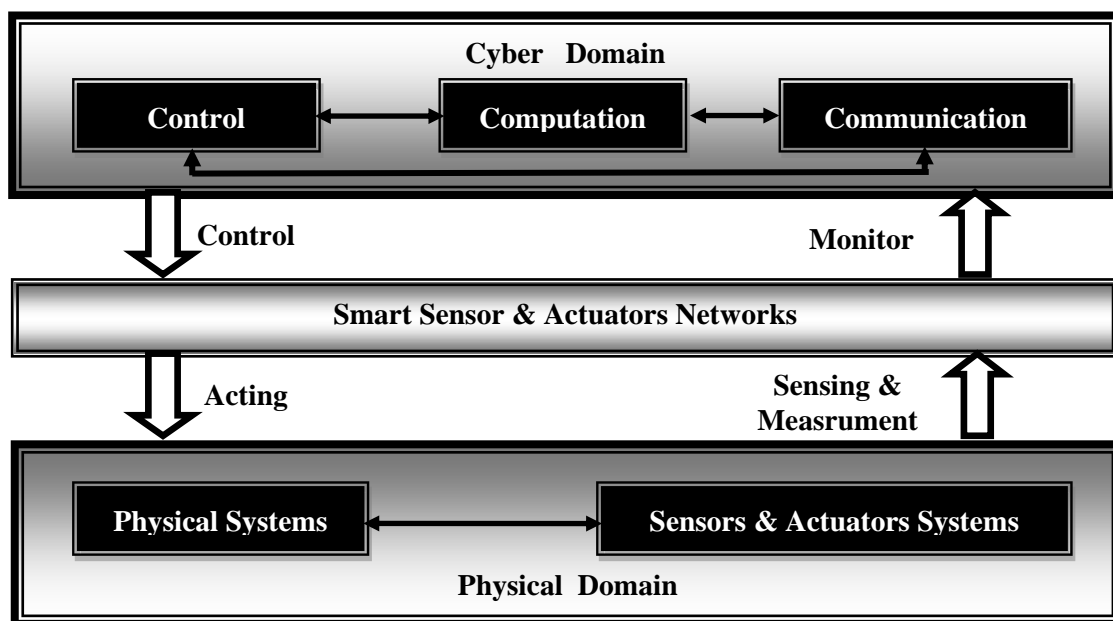 Cyber Domain
Control
Computation
Communication
Control
Monitor
Smart Sensor & Actuators Networks
Acting
Sensing &
Measrument
Physical Systems
Sensors & Actuators Systems
Physical Domain